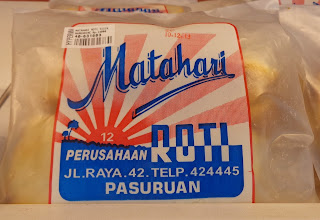 Matahari
12
PERUSAHAAN ROTI
JL.RAYA.42.TELP.424445
PASURUAN